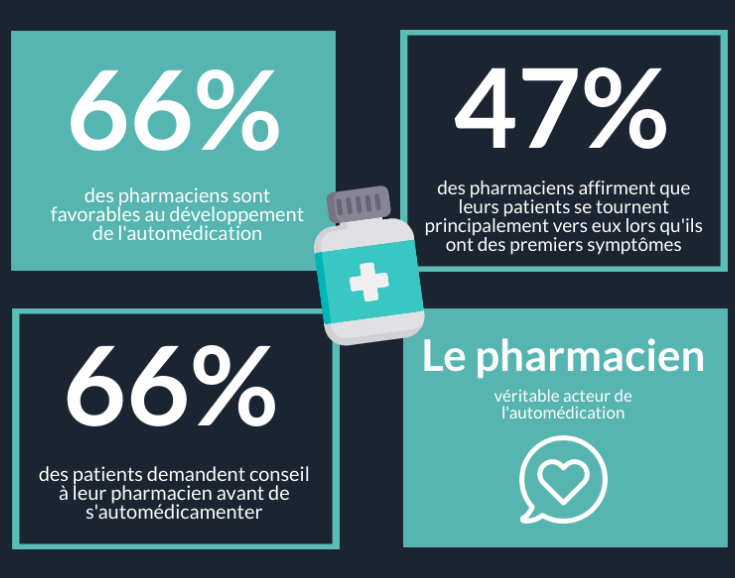 66%
des pharmaciens sont
favorables au développement
de l'automédication
47%
des pharmaciens affirment que
leurs patients se tournent
principalement vers eux lors qu'ils
ont des premiers symptômes
66%
des patients demandent conseil
à leur pharmacien avant de
s'automédicamenter
Le pharmacien
véritable acteur de
l'automédication